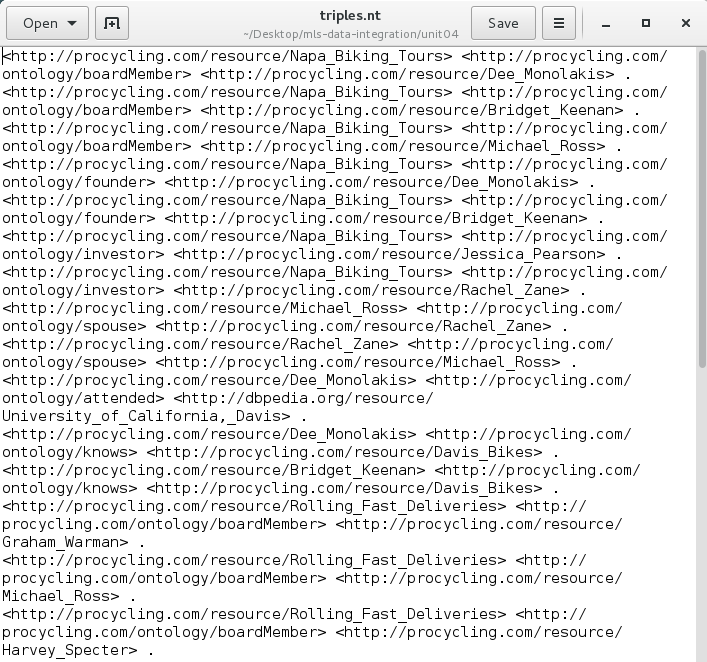 Open
triples.nt
~/Desktop/mls-data-integration/unit04
Save
<http://procycling.com/resource/Napa_Biking_Tours> <http://procycling.com/
ontology/boardMember> <http://procycling.com/resource/Dee_Monolakis> .
<http://procycling.com/resource/Napa_Biking_Tours> <http://procycling.com/
ontology/boardMember> <http://procycling.com/resource/Bridget_Keenan> .
<http://procycling.com/resource/Napa_Biking_Tours> <http://procycling.com/
ontology/boardMember> <http://procycling.com/resource/Michael_Ross> .
<http://procycling.com/resource/Napa_Biking_Tours> <http://procycling.com/
ontology/founder> <http://procycling.com/resource/Dee_Monolakis> .
<http://procycling.com/resource/Napa_Biking_Tours> <http://procycling.com/
ontology/founder> <http://procycling.com/resource/Bridget_Keenan> .
<http://procycling.com/resource/Napa_Biking_Tours> <http://procycling.com/
ontology/investor> <http://procycling.com/resource/Jessica_Pearson> .
<http://procycling.com/resource/Napa_Biking_Tours> <http://procycling.com/
ontology/investor> <http://procycling.com/resource/Rachel_Zane> .
<http://procycling.com/resource/Michael_Ross> <http://procycling.com/
ontology/spouse> <http://procycling.com/resource/Rachel_Zane> .
<http://procycling.com/resource/Rachel_Zane> <http://procycling.com/
ontology/spouse> <http://procycling.com/resource/Michael_Ross> .
<http://procycling.com/resource/Dee_Monolakis> <http://procycling.com/
ontology/attended> <http://dbpedia.org/resource/
University_of_California,_Davis> .
<http://procycling.com/resource/Dee_Monolakis> <http://procycling.com/
ontology/knows> <http://procycling.com/resource/Davis_Bikes> .
<http://procycling.com/resource/Bridget_Keenan> <http://procycling.com/
ontology/knows> <http://procycling.com/resource/Davis_Bikes> .
<http://procycling.com/resource/Rolling_Fast_Deliveries> <http://
procycling.com/ontology/boardMember> <http://procycling.com/resource/
Graham_Warman> .
<http://procycling.com/resource/Rolling_Fast_Deliveries> <http://
procycling.com/ontology/boardMember> <http://procycling.com/resource/
Michael_Ross> .
<http://procycling.com/resource/Rolling_Fast_Deliveries> <http://
procycling.com/ontology/boardMember> <http://procycling.com/resource/
Harvey_Specter> .